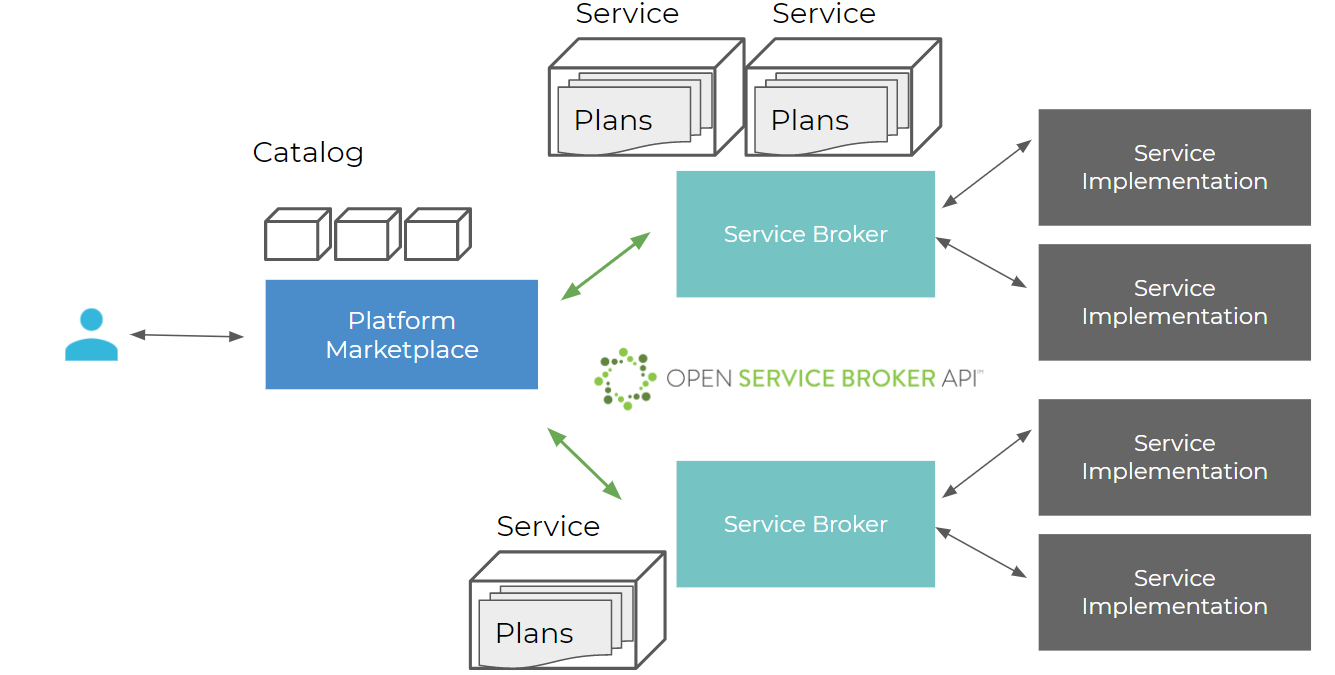 Service
Service
Plans
Plans
Catalog
Service
Implementation
Service Broker
Service
Implementation
Platform
Marketplace
OPEN SERVICE BROKER API℠
Service
Implementation
Service
Service Broker
Service
Implementation
Plans